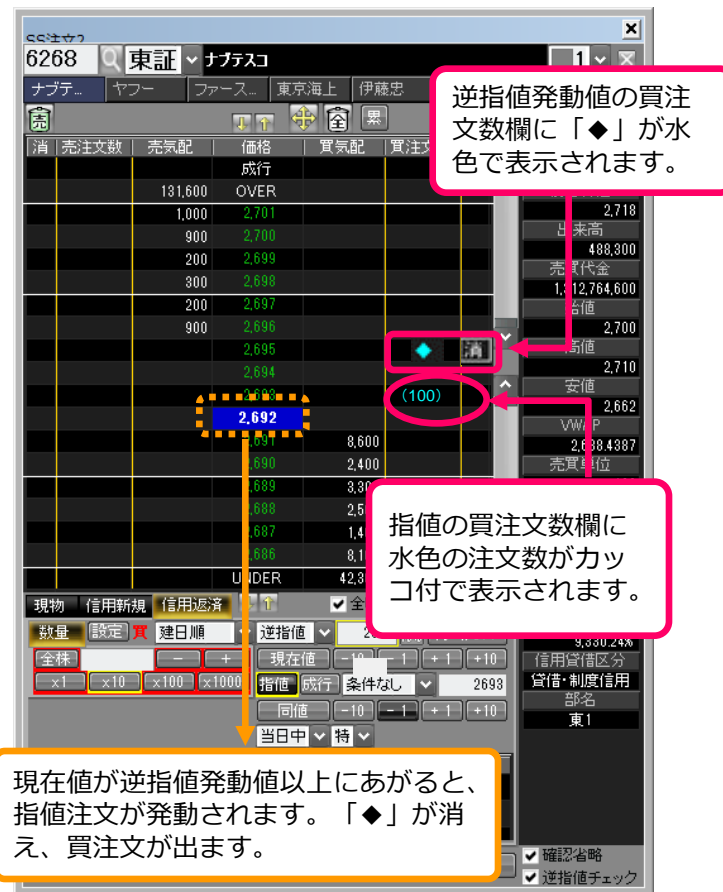 6268 東証 ナブテスコ 1
ナブテ... ヤフー ファース... 東京海上 伊藤忠
逆指値発動値の買注
文数欄に「◆」が水
色で表示されます。
売 全 累
消 売注文数 売気配 価格 買気配
成行
131,600 OVER
1,000 2,701 2,718
900 2,700 出来高
488,300
200 2,699 売買代金
300 2,698
200 2,697 始値
900 2,696 2,700
2,695 ◆ 消 高値
2,694 2,710
(100) 安値
2,692 2,662
VWAP
8,600
2,690 2,400 売買単位
2,689
2,688
2,687
2,686
UNDER
指値の買注文数欄に
水色の注文数がカッ
コ付で表示されます。
現物 信用新規 信用返済
数量 設定 買 建日順 逆指値
9,330.24%
全株 - + 現在値 -10 - 1 + 1 +10 信用貸借区分
x1 x10 x100 x1000 指値 成行 条件なし 2693 貸借・制度信用
同値 -10 - 1 + 1 +10 部名
当日中 特 東1
現在値が逆指値発動値以上にあがると、
指値注文が発動されます。「◆」が消
え、買注文が出ます。
確認省略
逆指値チェック